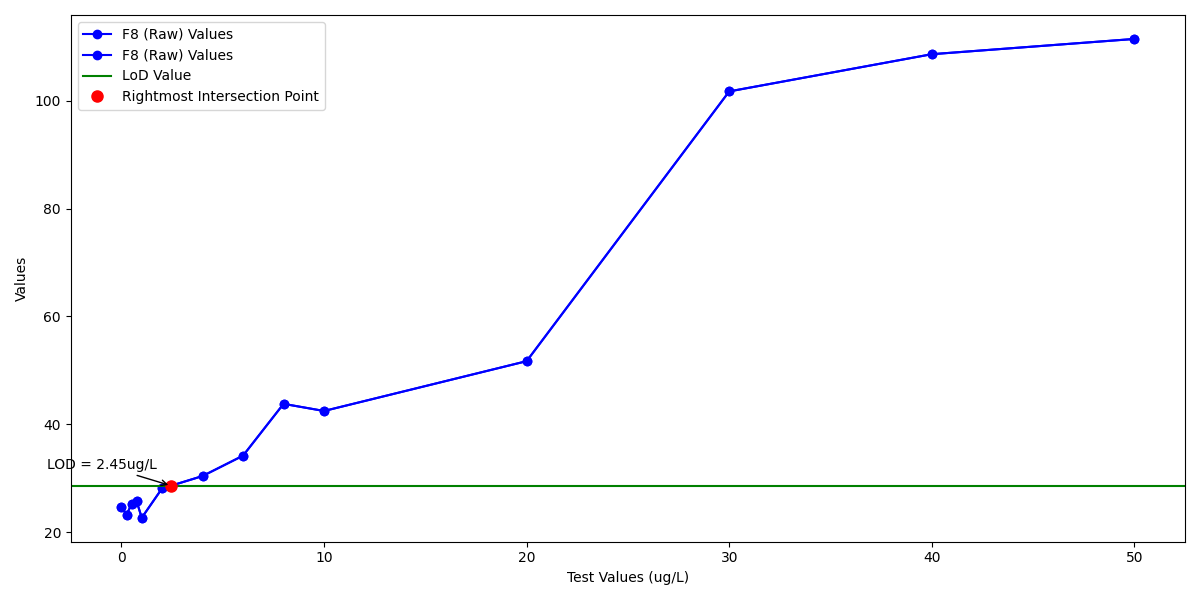 F8 (Raw) Values
F8 (Raw) Values
LoD Value
Rightmost Intersection Point
100
80
60
40
20
Values
LOD = 2.45ug/L
0 10 20 30 40 50
Test Values (ug/L)